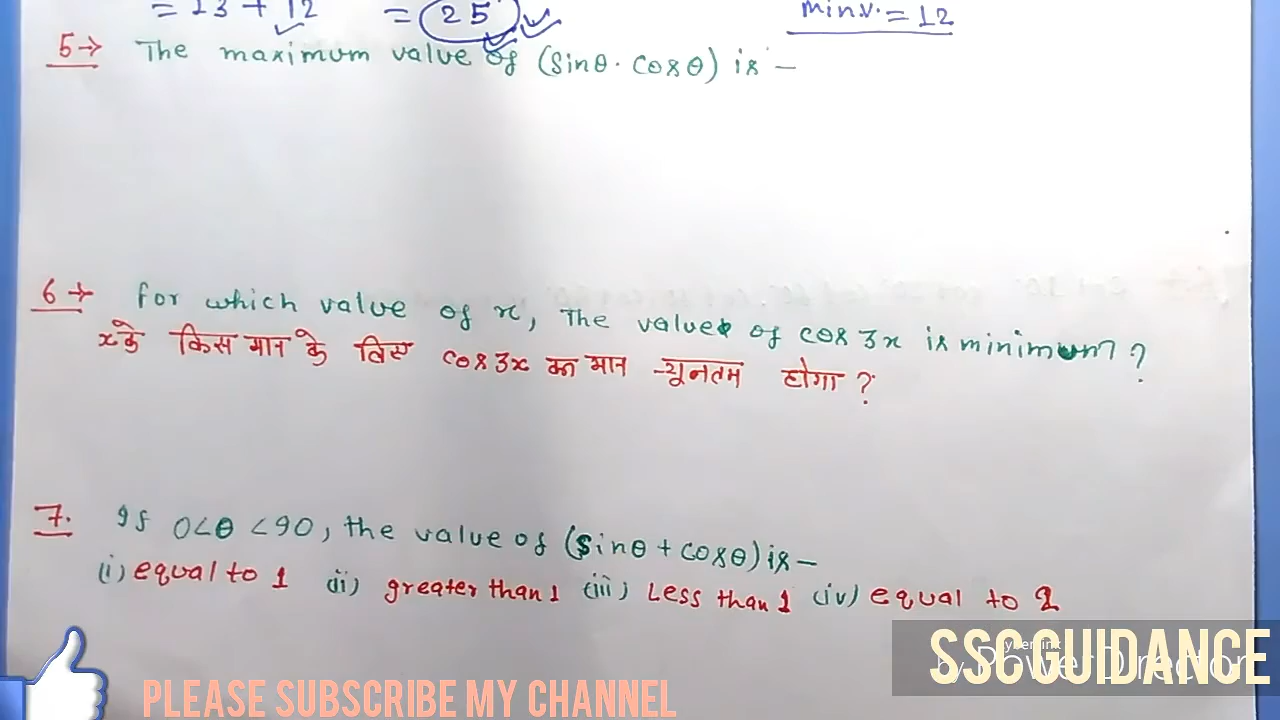 = 13 + 12 = 25
minv. = 12
5→ The maximum value of (sinθ · cosθ) is –
6→ for which value of x, The value of cos 3x is minimum ?
x के किस मान के लिए cos 3x का मान न्यूनतम होगा ?
7. If 0<θ <90, the value of (sinθ + cosθ) is –
(i) equal to 1 (ii) greater than 1 (iii) Less than 1 (iv) equal to 2
SSCGUIDANCE
by PowerDirector
PLEASE SUBSCRIBE MY CHANNEL